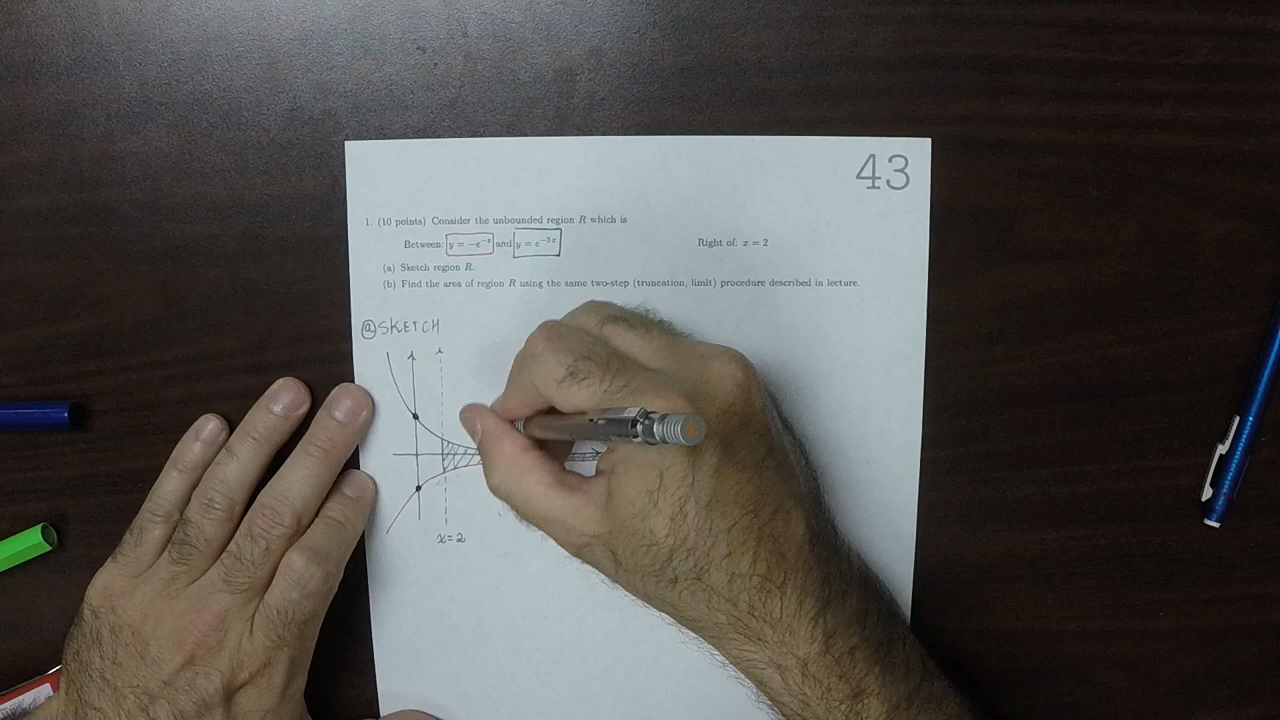 43
1. (10 points) Consider the unbounded region R which is
Between: y = −e^{−x} and y = e^{−3x} Right of: x = 2
(a) Sketch region R.
(b) Find the area of region R using the same two-step (truncation, limit) procedure described in lecture.
ⓐ SKETCH
x=2